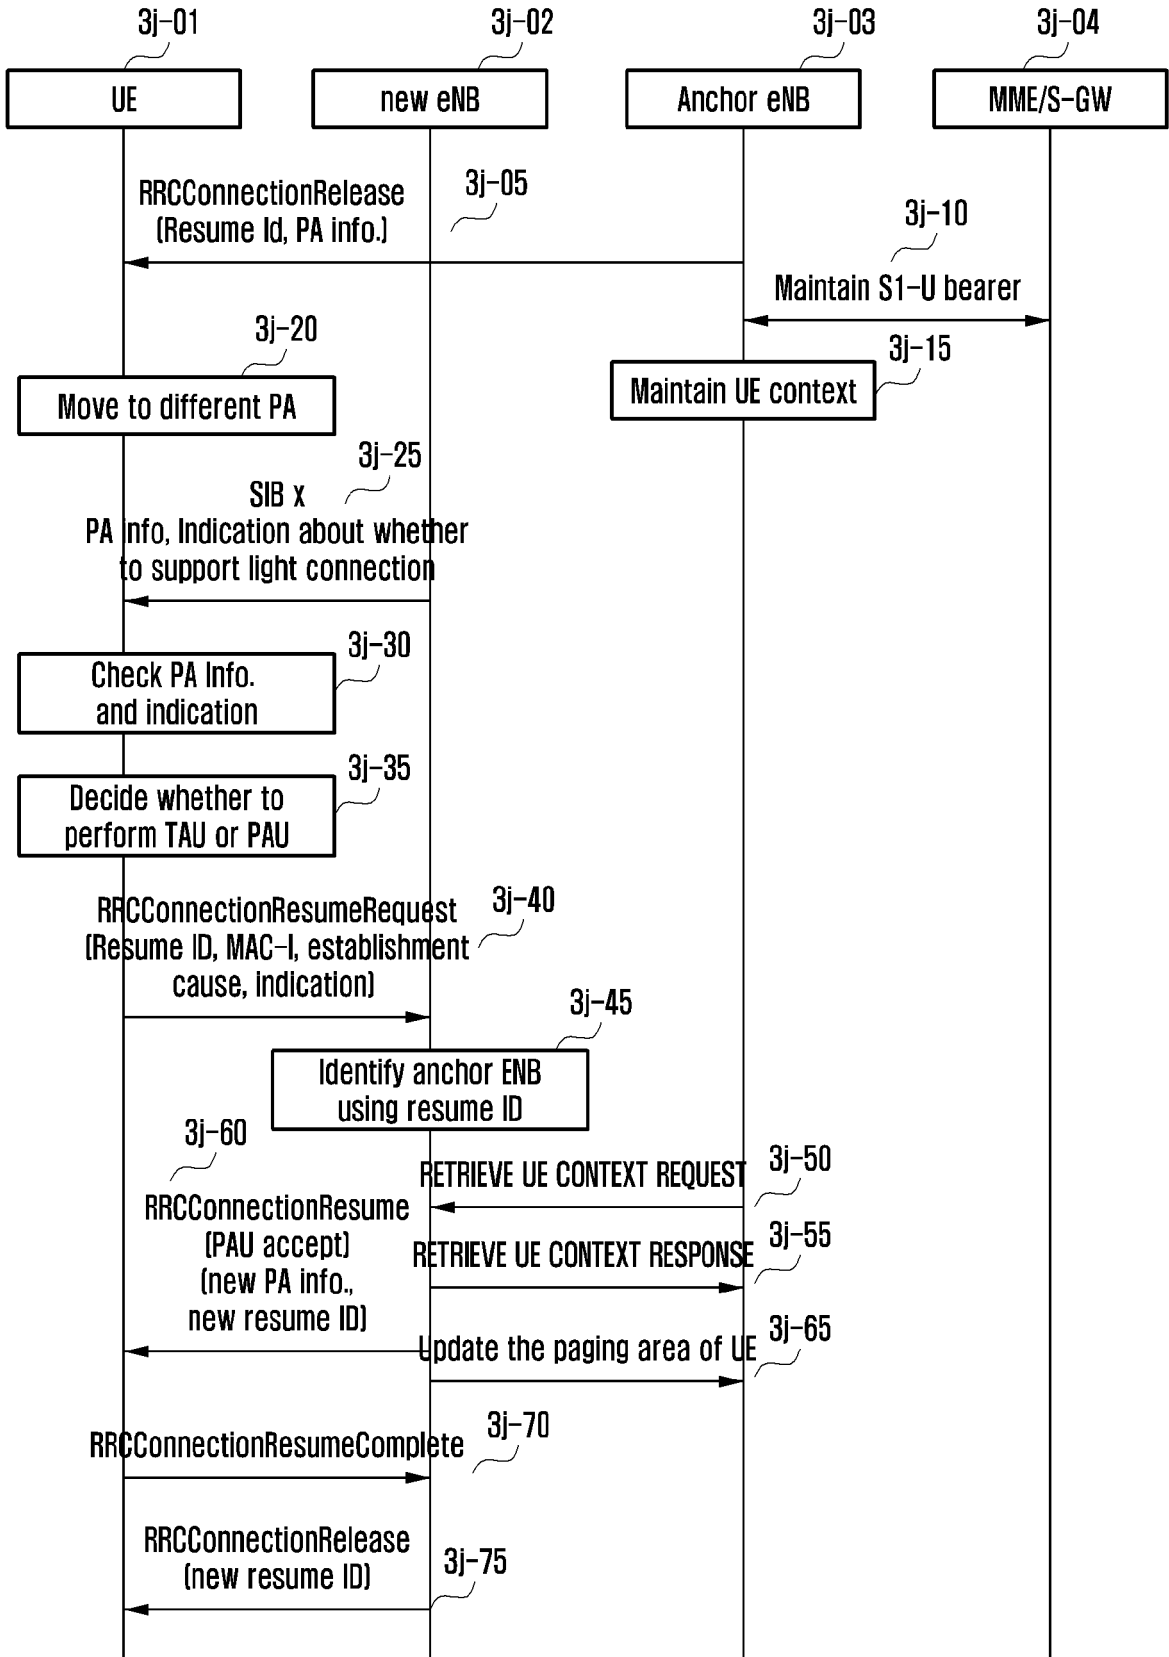 3j-01
3j-02
3j-03
3j-04
UE
new eNB
Anchor eNB
MME/S-GW
RRCConnectionRelease
(Resume Id, PA info.)
3j-05
3j-10
Maintain S1-U bearer
3j-15
Maintain UE context
3j-20
Move to different PA
3j-25
SIB x
PA info, Indication about whether
to support light connection
3j-30
Check PA Info.
and indication
3j-35
Decide whether to
perform TAU or PAU
RRCConnectionResumeRequest
(Resume ID, MAC-I, establishment
cause, indication)
3j-40
3j-45
Identify anchor ENB
using resume ID
3j-50
RETRIEVE UE CONTEXT REQUEST
3j-55
RETRIEVE UE CONTEXT RESPONSE
3j-60
RRCConnectionResume
(PAU accept)
(new PA info.,
new resume ID)
3j-65
Update the paging area of UE
3j-70
RRCConnectionResumeComplete
RRCConnectionRelease
(new resume ID)
3j-75